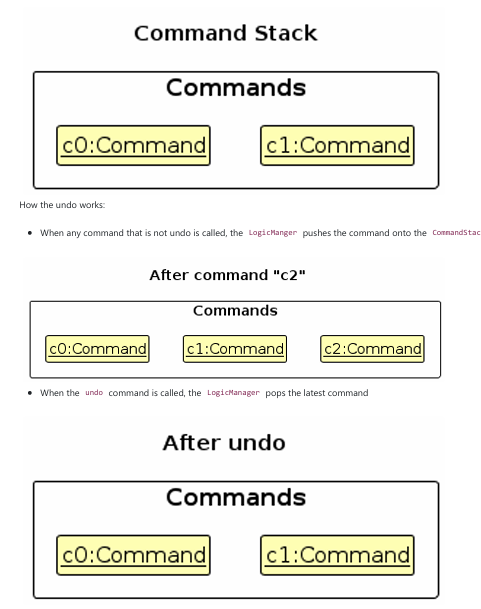 Command Stack
Commands
c0:Command c1:Command
How the undo works:
When any command that is not undo is called, the LogicManger pushes the command onto the CommandStac
After command "c2"
Commands
c0:Command c1:Command c2:Command
When the undo command is called, the LogicManager pops the latest command
After undo
Commands
c0:Command c1:Command